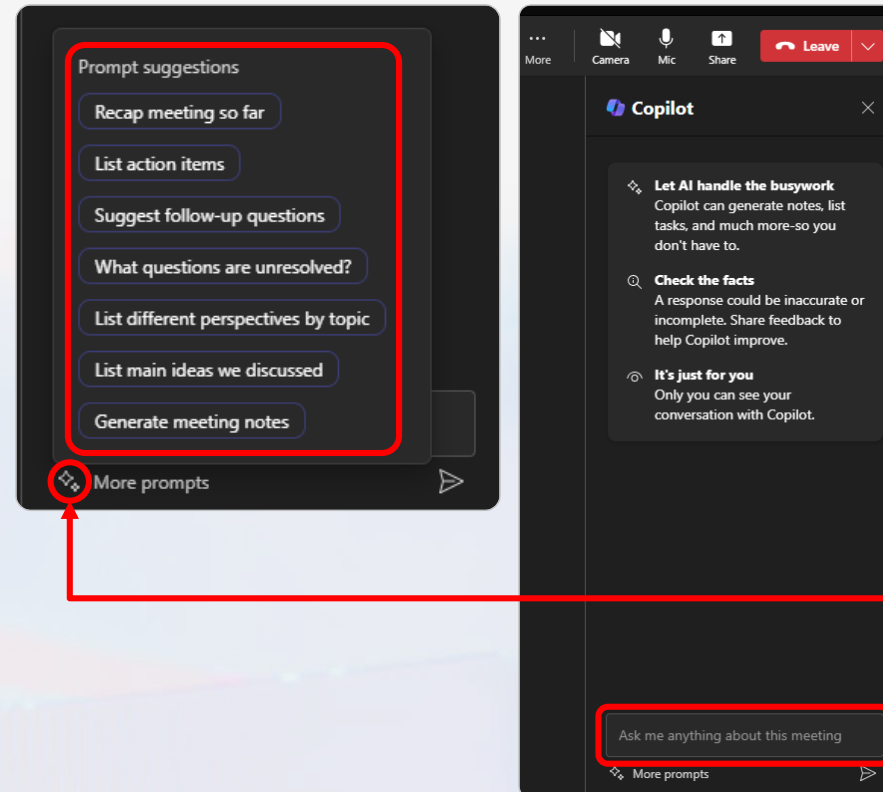 Prompt suggestions
Recap meeting so far
List action items
Suggest follow-up questions
What questions are unresolved?
List different perspectives by topic
List main ideas we discussed
Generate meeting notes
More prompts
More
Camera
Mic
Share
Leave
Copilot
Let AI handle the busywork
Copilot can generate notes, list
tasks, and much more-so you
don't have to.
Check the facts
A response could be inaccurate or
incomplete. Share feedback to
help Copilot improve.
It's just for you
Only you can see your
conversation with Copilot.
Ask me anything about this meeting
More prompts